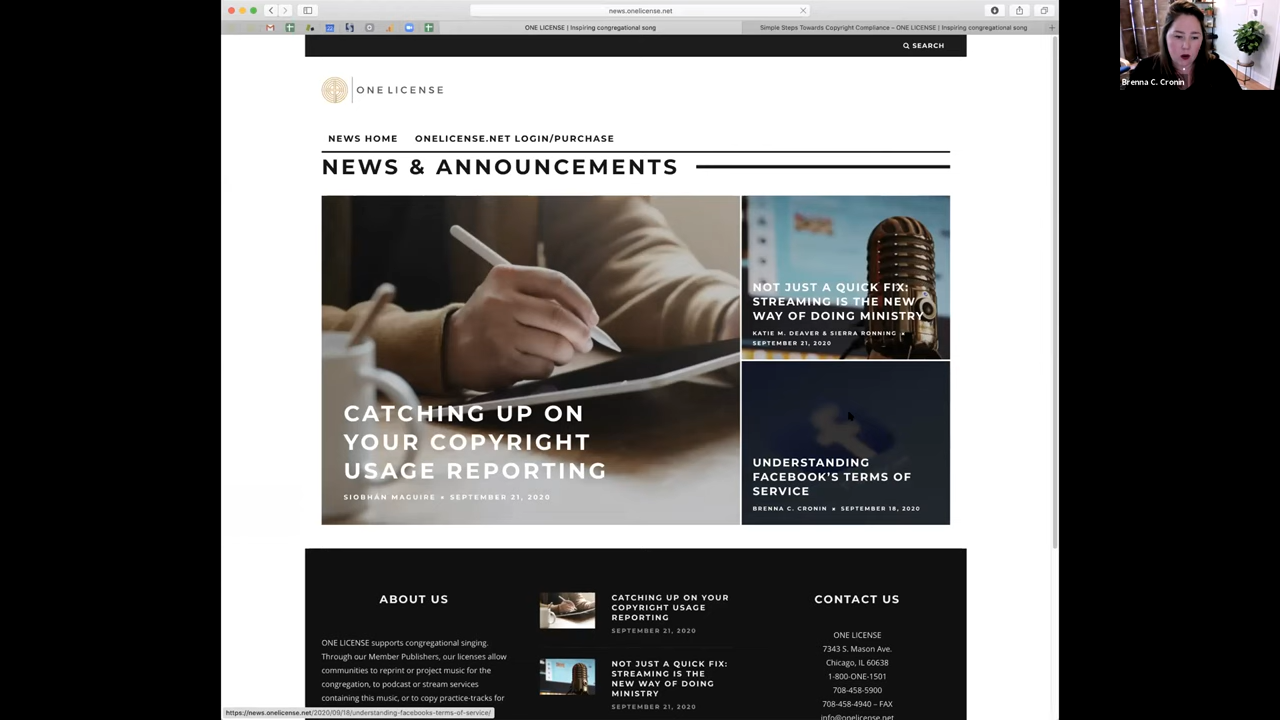 news.onelicense.net
ONE LICENSE | Inspiring congregational song
Simple Steps Towards Copyright Compliance – ONE LICENSE | Inspiring congregational song
Brenna C. Cronin
SEARCH
ONE LICENSE
NEWS HOME
ONELICENSE.NET LOGIN/PURCHASE
NEWS & ANNOUNCEMENTS
CATCHING UP ON
YOUR COPYRIGHT
USAGE REPORTING
SIOBHÁN MAGUIRE × SEPTEMBER 21, 2020
NOT JUST A QUICK FIX:
STREAMING IS THE NEW
WAY OF DOING MINISTRY
KATIE M. DEAVER & SIERRA RONNING ×
SEPTEMBER 21, 2020
UNDERSTANDING
FACEBOOK'S TERMS OF
SERVICE
BRENNA C. CRONIN × SEPTEMBER 18, 2020
ABOUT US
ONE LICENSE supports congregational singing.
Through our Member Publishers, our licenses allow
communities to reprint or project music for the
congregation, to podcast or stream services
containing this music, or to copy practice-tracks for
CATCHING UP ON YOUR
COPYRIGHT USAGE
REPORTING
SEPTEMBER 21, 2020
NOT JUST A QUICK FIX:
STREAMING IS THE
NEW WAY OF DOING
MINISTRY
SEPTEMBER 21, 2020
CONTACT US
ONE LICENSE
7343 S. Mason Ave.
Chicago, IL 60638
1-800-ONE-1501
708-458-5900
708-458-4940 – FAX
info@onelicense.net
https://news.onelicense.net/2020/09/18/understanding-facebooks-terms-of-service/